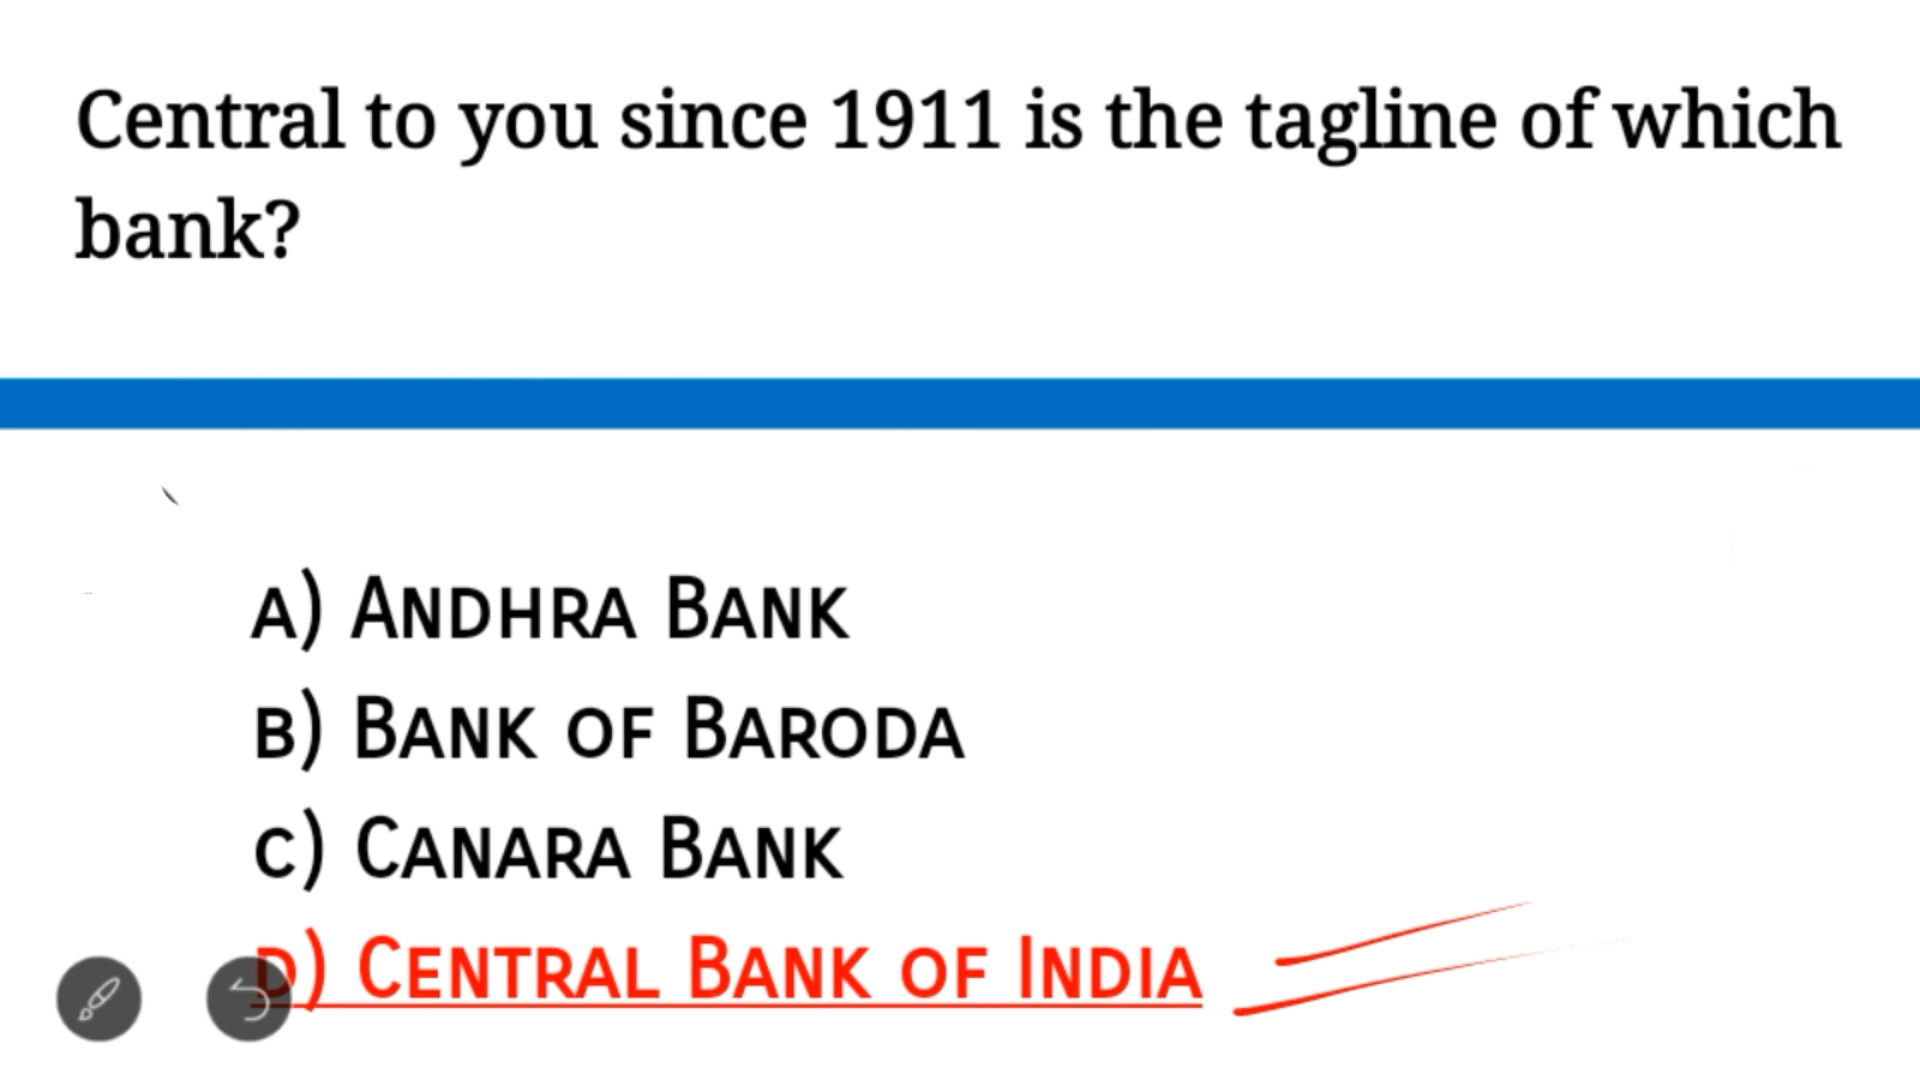 Central to you since 1911 is the tagline of which
bank?
A) ANDHRA BANK
B) BANK OF BARODA
C) CANARA BANK
D) CENTRAL BANK OF INDIA